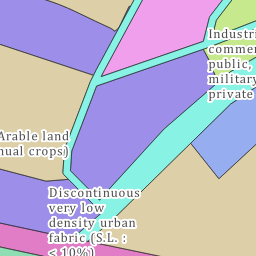 Industri
commer
public,
military
private
Arable land
nual crops)
Discontinuous
very low
density urban
fabric (S.L. :
< 10%)